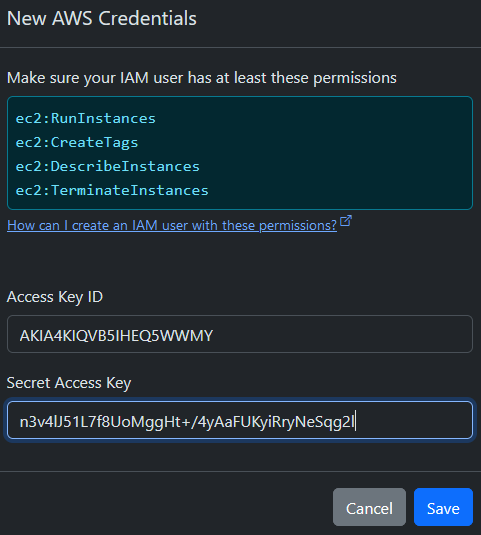 New AWS Credentials
Make sure your IAM user has at least these permissions
ec2:RunInstances
ec2:CreateTags
ec2:DescribeInstances
ec2:TerminateInstances
How can I create an IAM user with these permissions?
Access Key ID
AKIA4KIQVB5IHEQ5WWMY
Secret Access Key
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
Cancel
Save